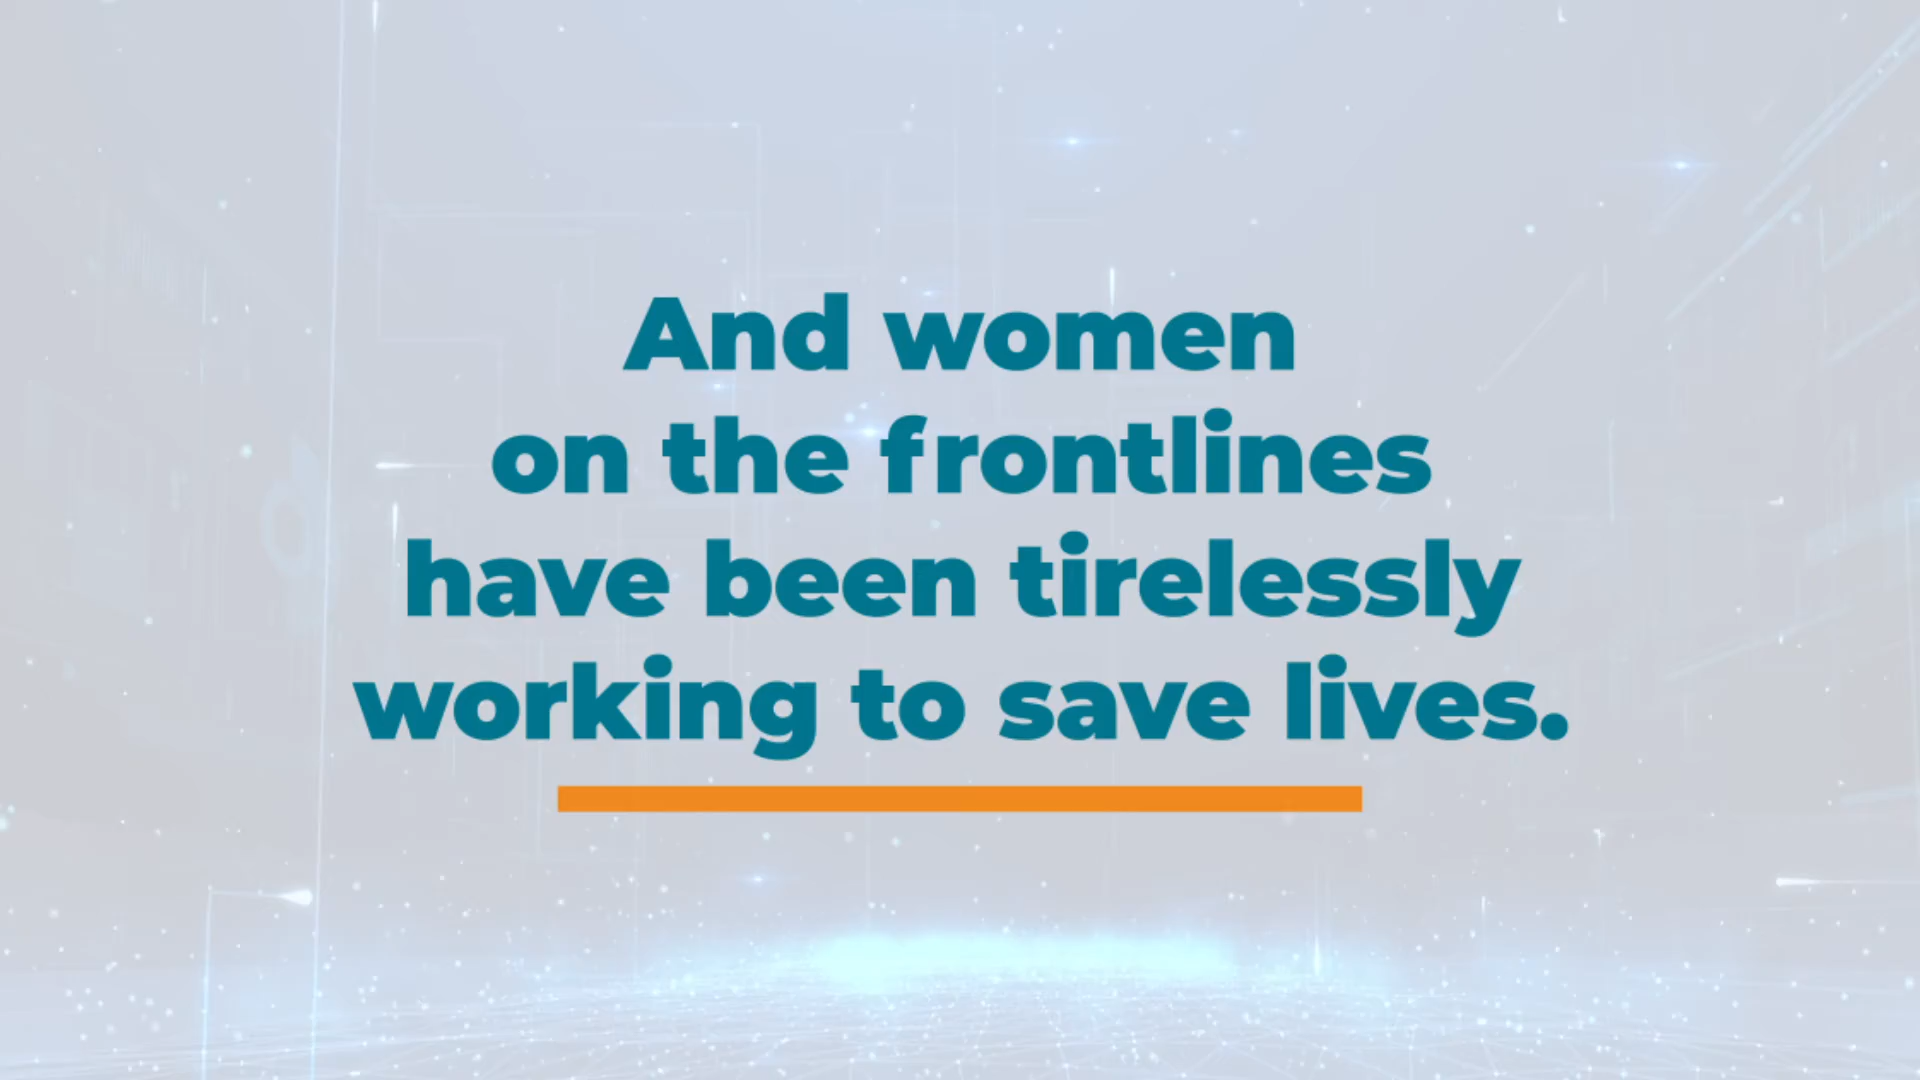 And women
on the frontlines
have been tirelessly
working to save lives.